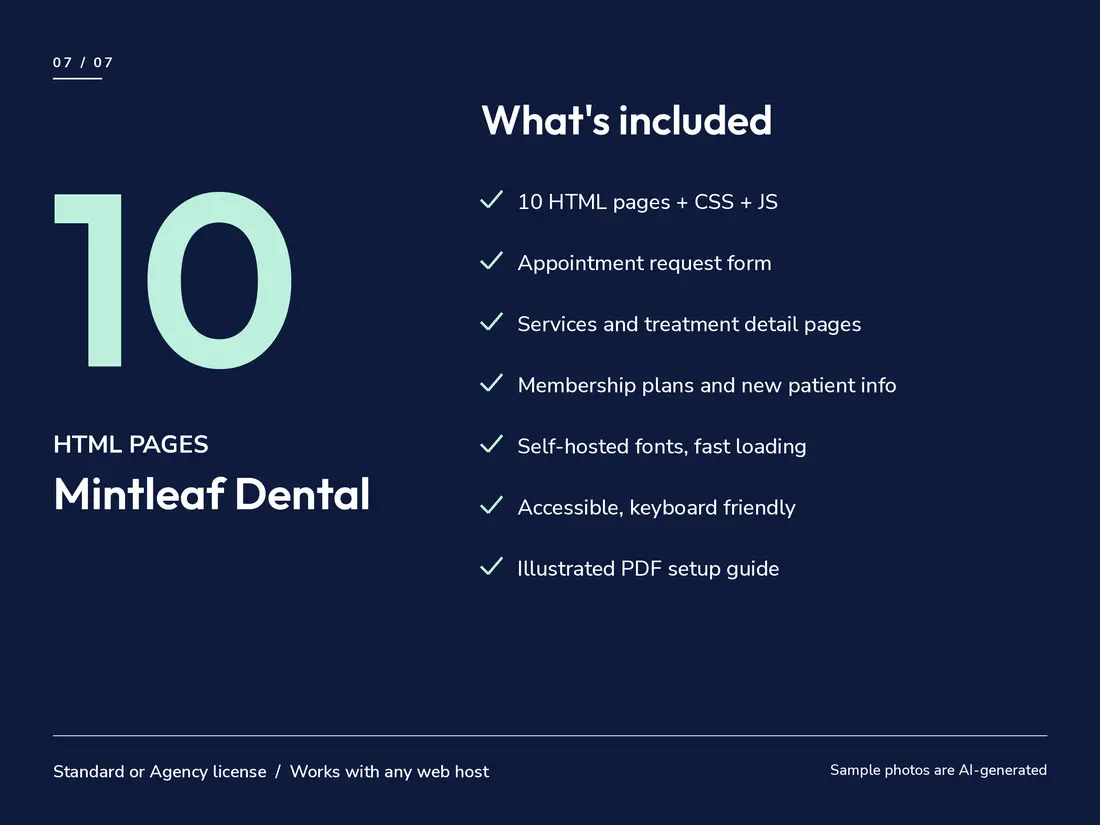 07 / 07
10
HTML PAGES
Mintleaf Dental
What's included
10 HTML pages + CSS + JS
Appointment request form
Services and treatment detail pages
Membership plans and new patient info
Self-hosted fonts, fast loading
Accessible, keyboard friendly
Illustrated PDF setup guide
Standard or Agency license / Works with any web host
Sample photos are AI-generated